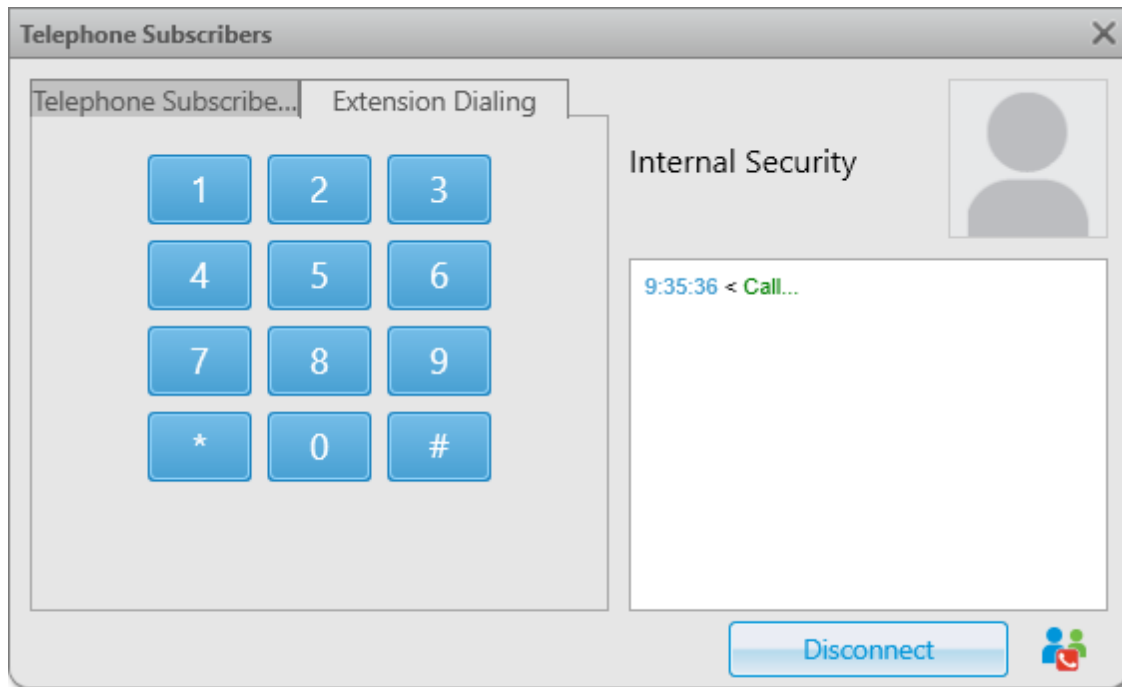 Telephone Subscribers
Telephone Subscribe... Extension Dialing
1 2 3
4 5 6
7 8 9
* 0 #
Internal Security
9:35:36 < Call...
Disconnect